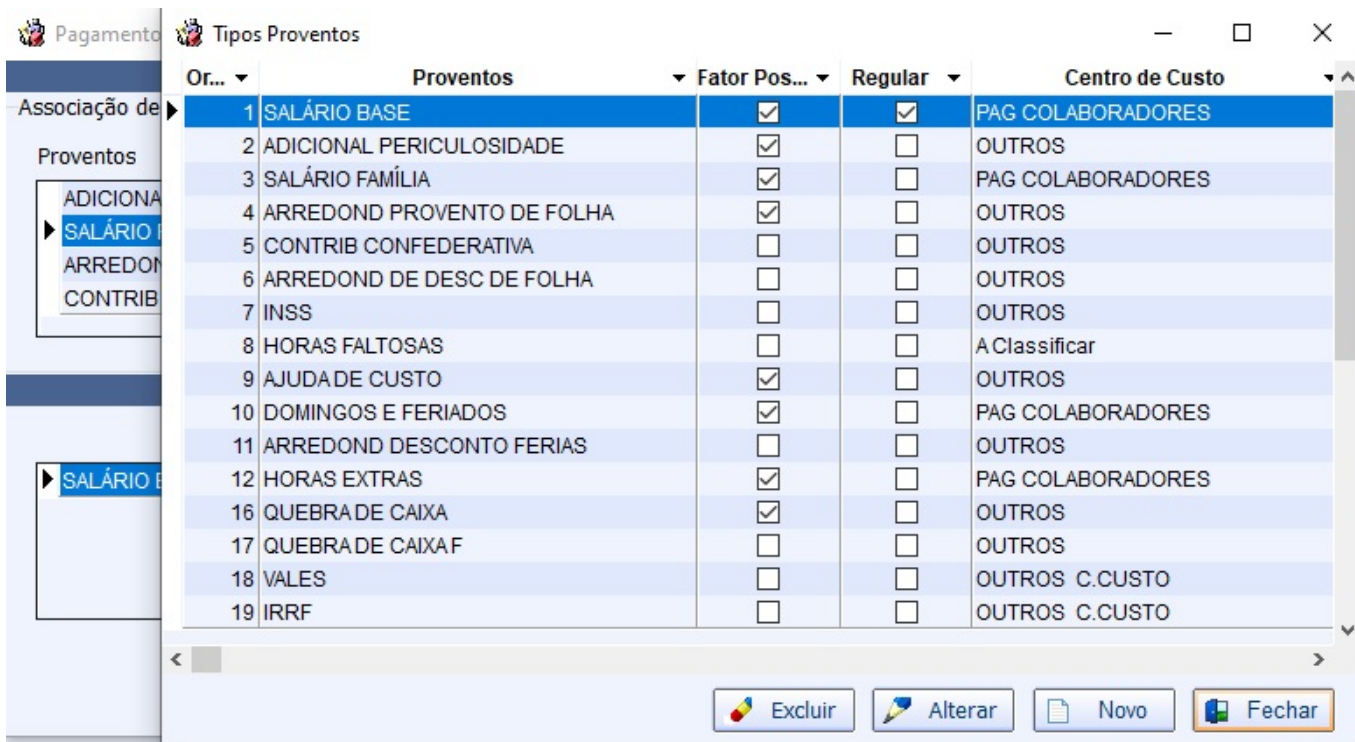 Pagamento
Tipos Proventos
Associação de
Proventos
ADICIONA
SALÁRIO
ARREDON
CONTRIB
SALÁRIO E
Or... Proventos Fator Pos... Regular Centro de Custo
1 SALÁRIO BASE PAG COLABORADORES
2 ADICIONAL PERICULOSIDADE OUTROS
3 SALÁRIO FAMÍLIA PAG COLABORADORES
4 ARREDOND PROVENTO DE FOLHA OUTROS
5 CONTRIB CONFEDERATIVA OUTROS
6 ARREDOND DE DESC DE FOLHA OUTROS
7 INSS OUTROS
8 HORAS FALTOSAS A Classificar
9 AJUDA DE CUSTO OUTROS
10 DOMINGOS E FERIADOS PAG COLABORADORES
11 ARREDOND DESCONTO FERIAS OUTROS
12 HORAS EXTRAS PAG COLABORADORES
16 QUEBRA DE CAIXA OUTROS
17 QUEBRA DE CAIXA F OUTROS
18 VALES OUTROS C.CUSTO
19 IRRF OUTROS C.CUSTO
Excluir Alterar Novo Fechar